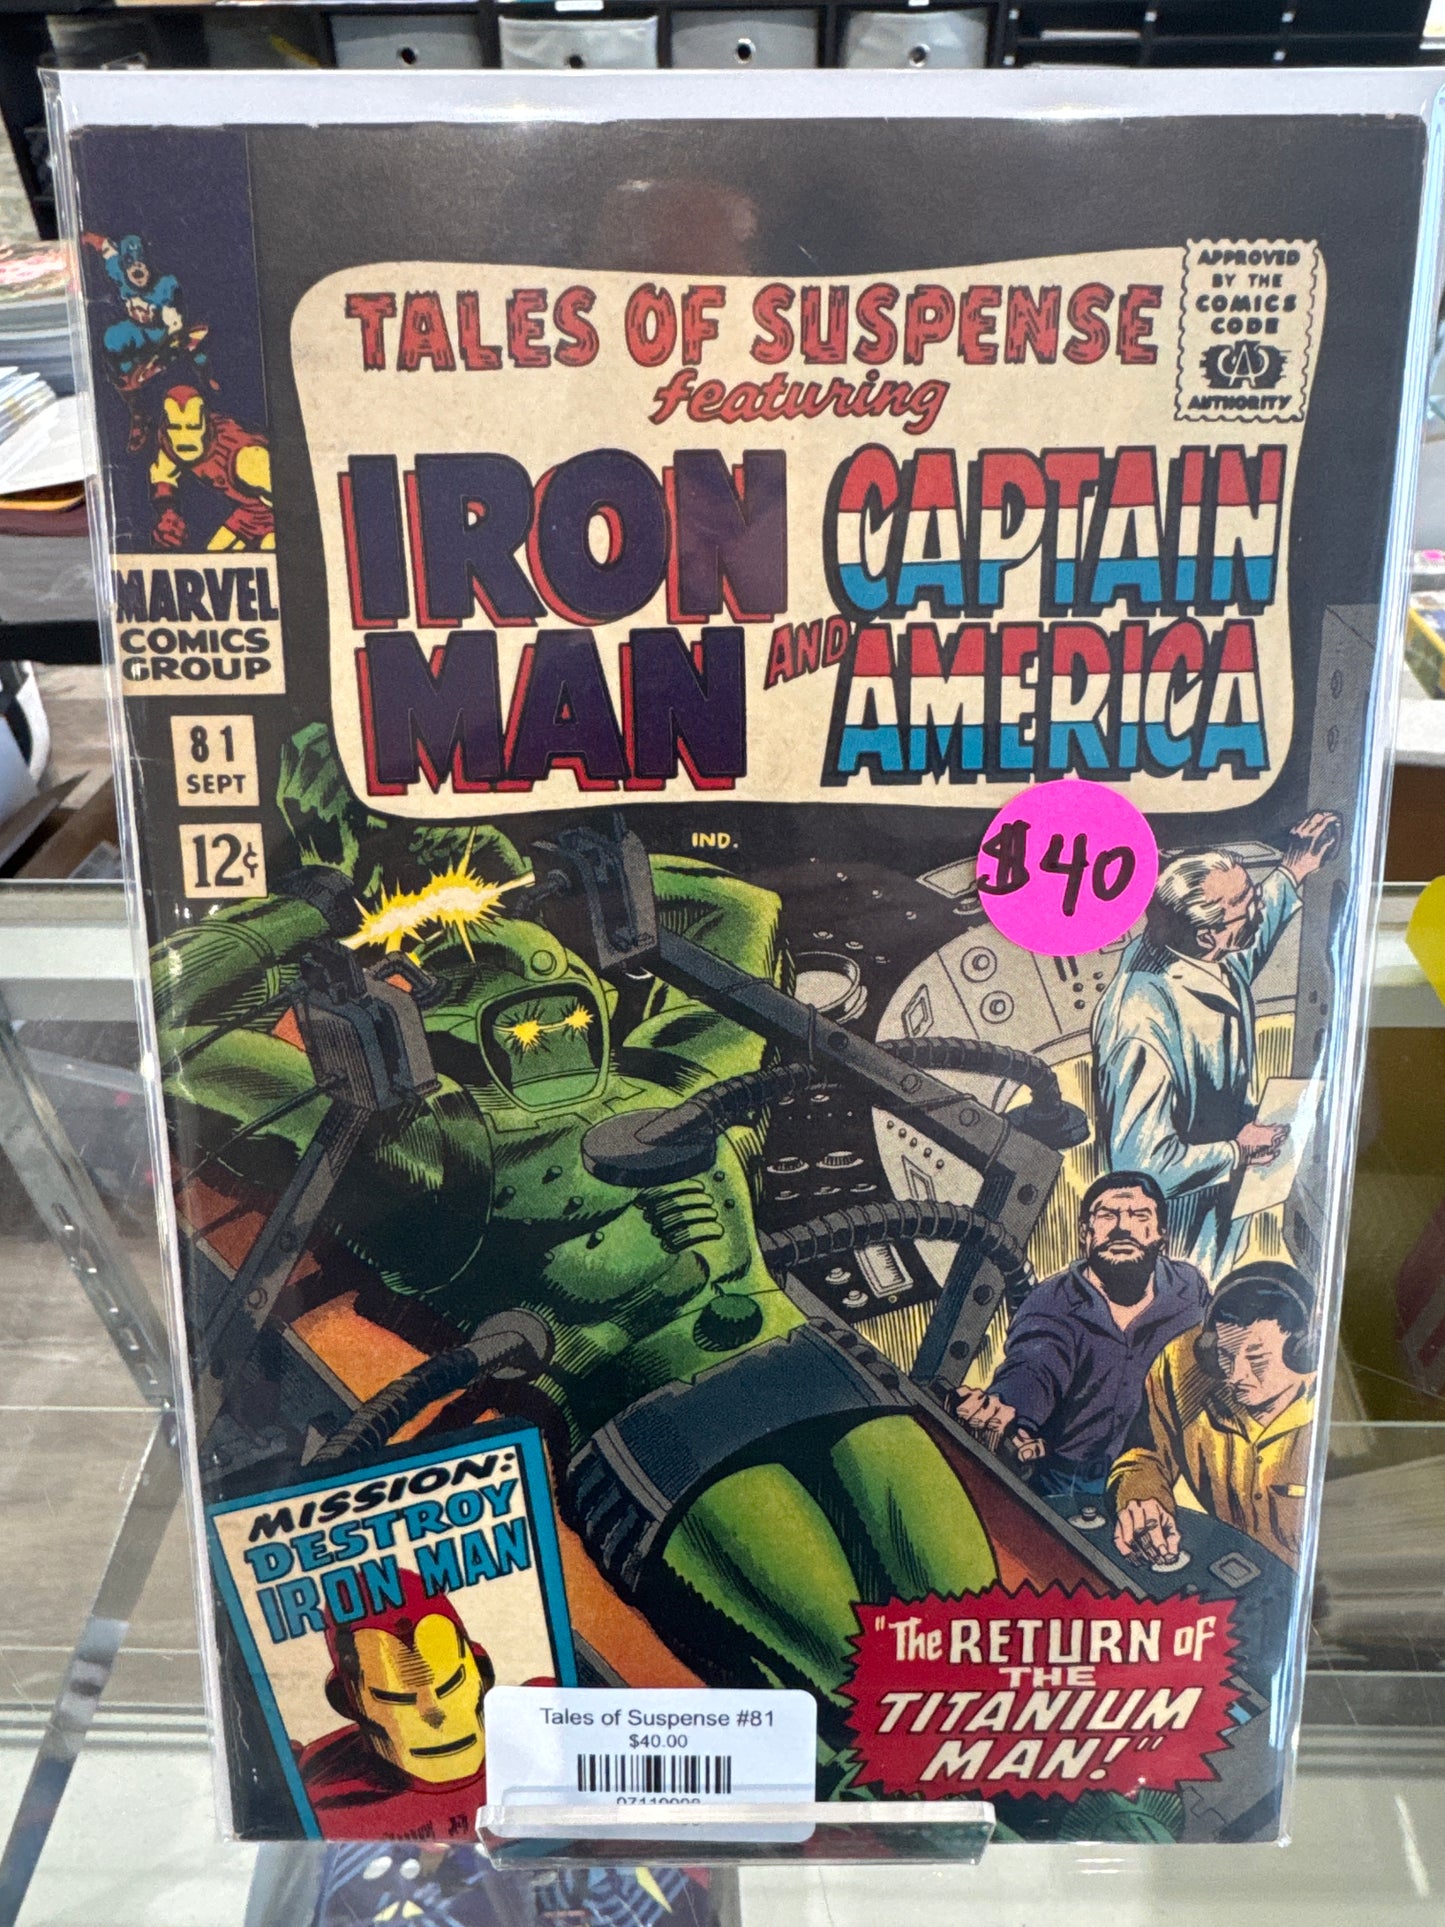 TALES OF SUSPENSE
featuring
IRON MAN
AND
CAPTAIN AMERICA
APPROVED
BY THE
COMICS
CODE
CA
AUTHORITY
MARVEL
COMICS
GROUP
81
SEPT
12¢
IND.
$40
MISSION:
DESTROY
IRON MAN
"The RETURN of
THE
TITANIUM
MAN!"
Tales of Suspense #81
$40.00